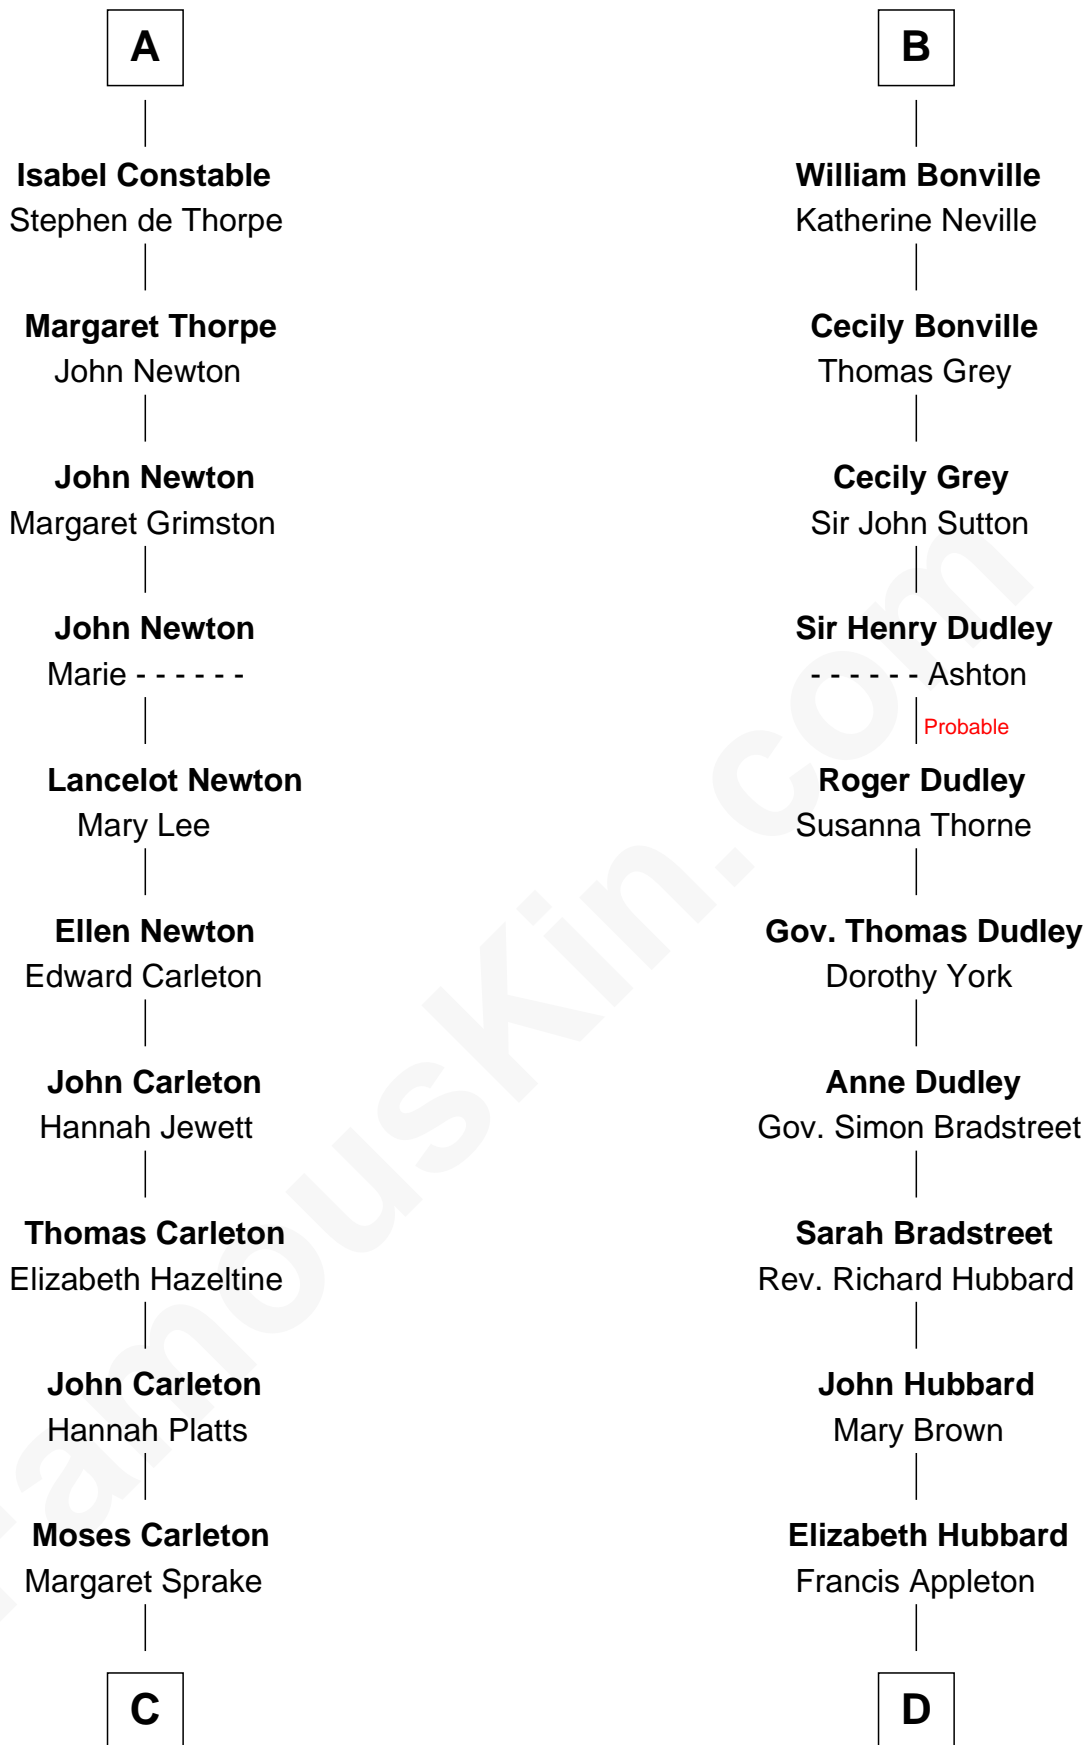 A
Isabel Constable
Stephen de Thorpe
Margaret Thorpe
John Newton
John Newton
Margaret Grimston
John Newton
Marie - - - - - -
Lancelot Newton
Mary Lee
Ellen Newton
Edward Carleton
John Carleton
Hannah Jewett
Thomas Carleton
Elizabeth Hazeltine
John Carleton
Hannah Platts
Moses Carleton
Margaret Sprake
C
B
William Bonville
Katherine Neville
Cecily Bonville
Thomas Grey
Cecily Grey
Sir John Sutton
Sir Henry Dudley
- - - - - - Ashton
Probable
Roger Dudley
Susanna Thorne
Gov. Thomas Dudley
Dorothy York
Anne Dudley
Gov. Simon Bradstreet
Sarah Bradstreet
Rev. Richard Hubbard
John Hubbard
Mary Brown
Elizabeth Hubbard
Francis Appleton
D
FamousKin.com